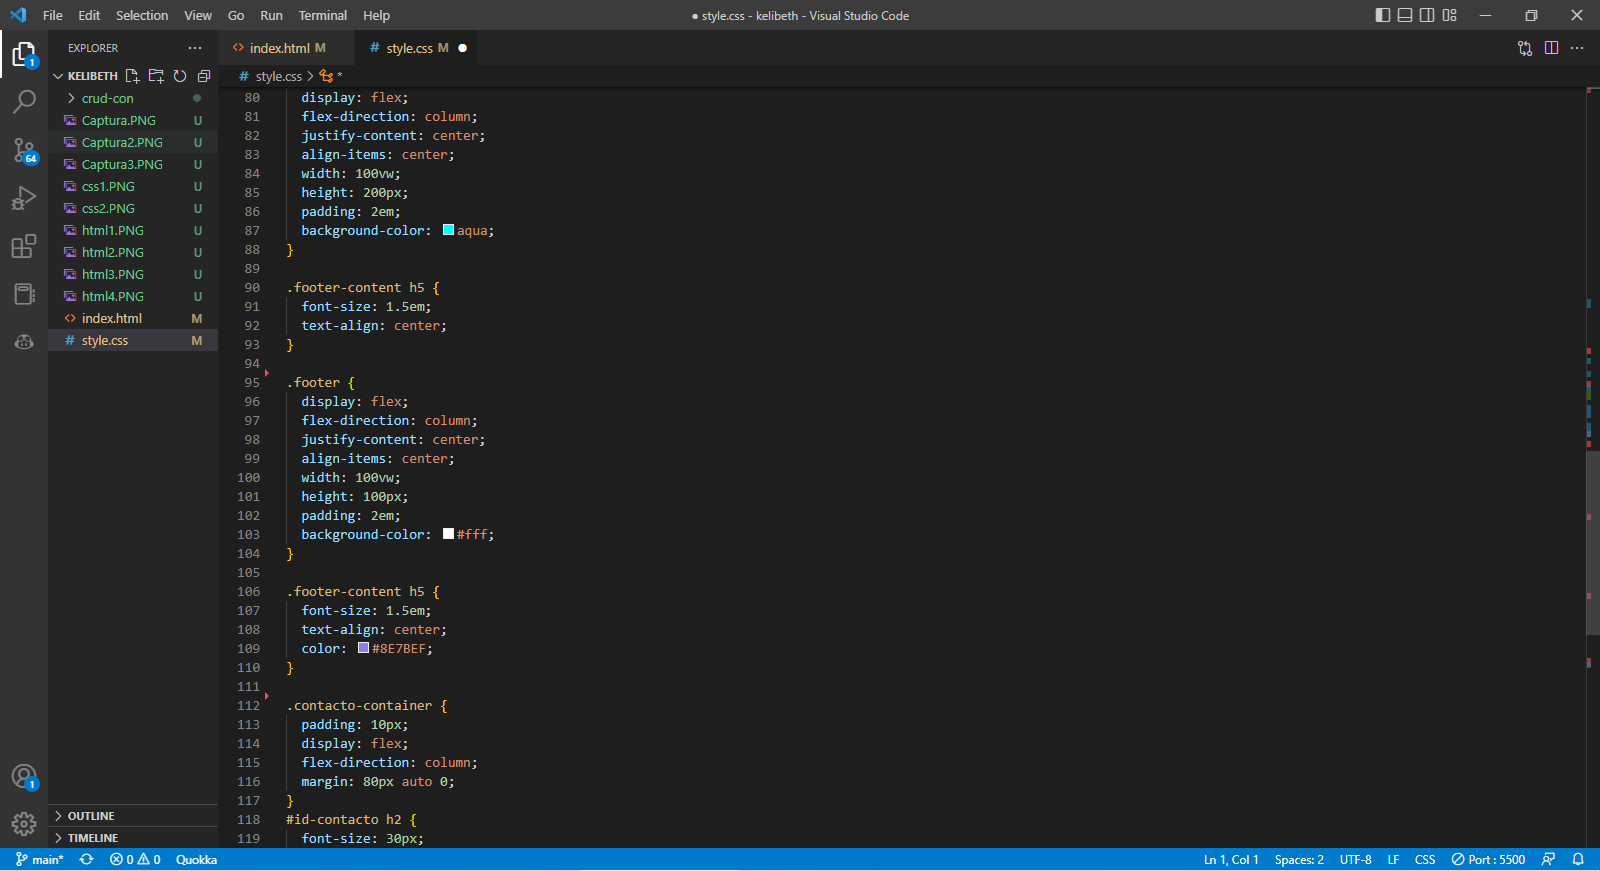 File Edit Selection View Go Run Terminal Help
● style.css - kelibeth - Visual Studio Code
EXPLORER
index.html M
# style.css M
KELIBETH
# style.css > *
crud-con
Captura.PNG U
Captura2.PNG U
Captura3.PNG U
css1.PNG U
css2.PNG U
html1.PNG U
html2.PNG U
html3.PNG U
html4.PNG U
<> index.html M
# style.css M
80 display: flex;
81 flex-direction: column;
82 justify-content: center;
83 align-items: center;
84 width: 100vw;
85 height: 200px;
86 padding: 2em;
87 background-color: aqua;
88 }
89
90 .footer-content h5 {
91 font-size: 1.5em;
92 text-align: center;
93 }
94
95 .footer {
96 display: flex;
97 flex-direction: column;
98 justify-content: center;
99 align-items: center;
100 width: 100vw;
101 height: 100px;
102 padding: 2em;
103 background-color: #fff;
104 }
105
106 .footer-content h5 {
107 font-size: 1.5em;
108 text-align: center;
109 color: #8E7BEF;
110 }
111
112 .contacto-container {
113 padding: 10px;
114 display: flex;
115 flex-direction: column;
116 margin: 80px auto 0;
117 }
118 #id-contacto h2 {
119 font-size: 30px;
1
64
1
OUTLINE
TIMELINE
main* 0 0 Quokka
Ln 1, Col 1 Spaces: 2 UTF-8 LF CSS Port : 5500